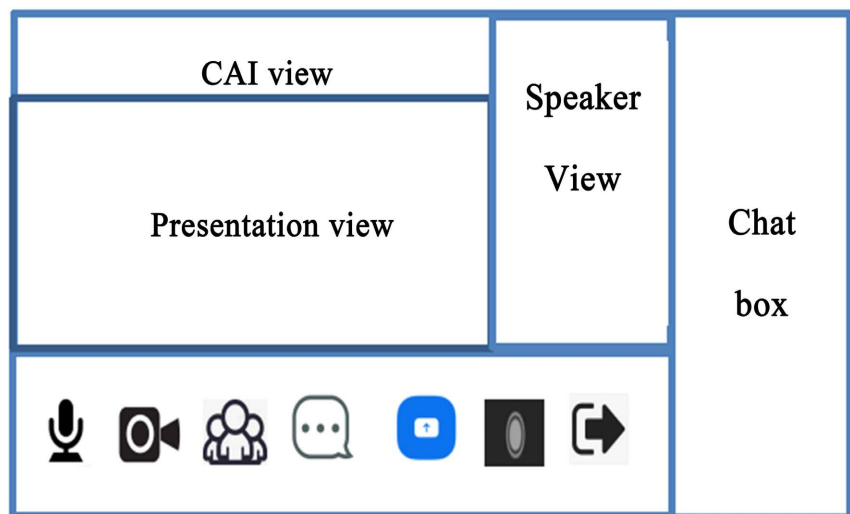 CAI view
Presentation view
Speaker
View
Chat
box